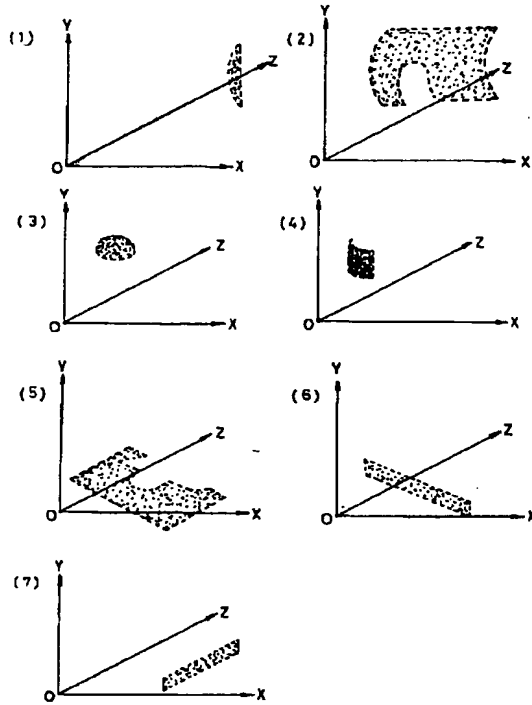 (1) Y Z O X
(2) Y Z O X
(3) Y Z O X
(4) Y Z O X
(5) Y Z O X
(6) Y Z O X
(7) Y Z O X